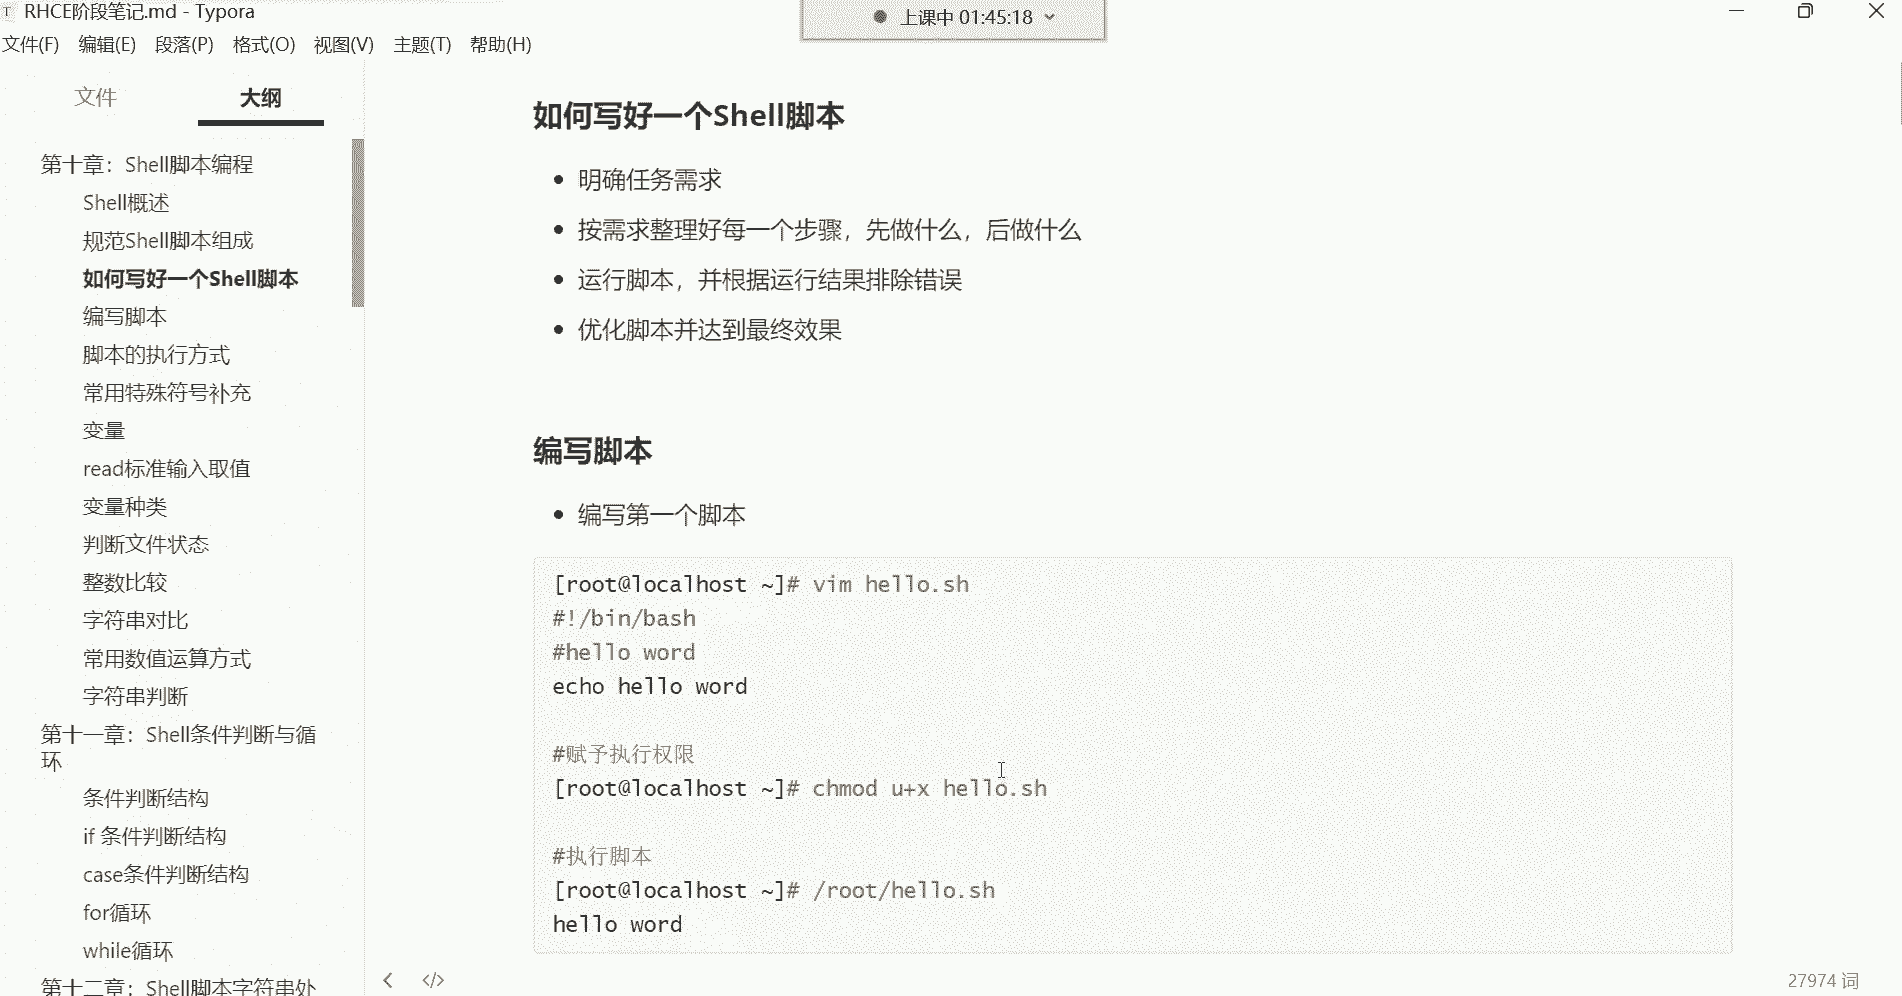 RHCE阶段笔记.md - Typora
上课中 01:45:18
文件(F) 编辑(E) 段落(P) 格式(O) 视图(V) 主题(T) 帮助(H)
文件 大纲
第十章：Shell脚本编程
Shell概述
规范Shell脚本组成
如何写好一个Shell脚本
编写脚本
脚本的执行方式
常用特殊符号补充
变量
read标准输入取值
变量种类
判断文件状态
整数比较
字符串对比
常用数值运算方式
字符串判断
第十一章：Shell条件判断与循
环
条件判断结构
if 条件判断结构
case条件判断结构
for循环
while循环
第十二章：Shell脚本字符串处
如何写好一个Shell脚本
明确任务需求
按需求整理好每一个步骤，先做什么，后做什么
运行脚本，并根据运行结果排除错误
优化脚本并达到最终效果
编写脚本
编写第一个脚本
[root@localhost ~]# vim hello.sh
#!/bin/bash
#hello word
echo hello word
#赋予执行权限
[root@localhost ~]# chmod u+x hello.sh
#执行脚本
[root@localhost ~]# /root/hello.sh
hello word
27974 词